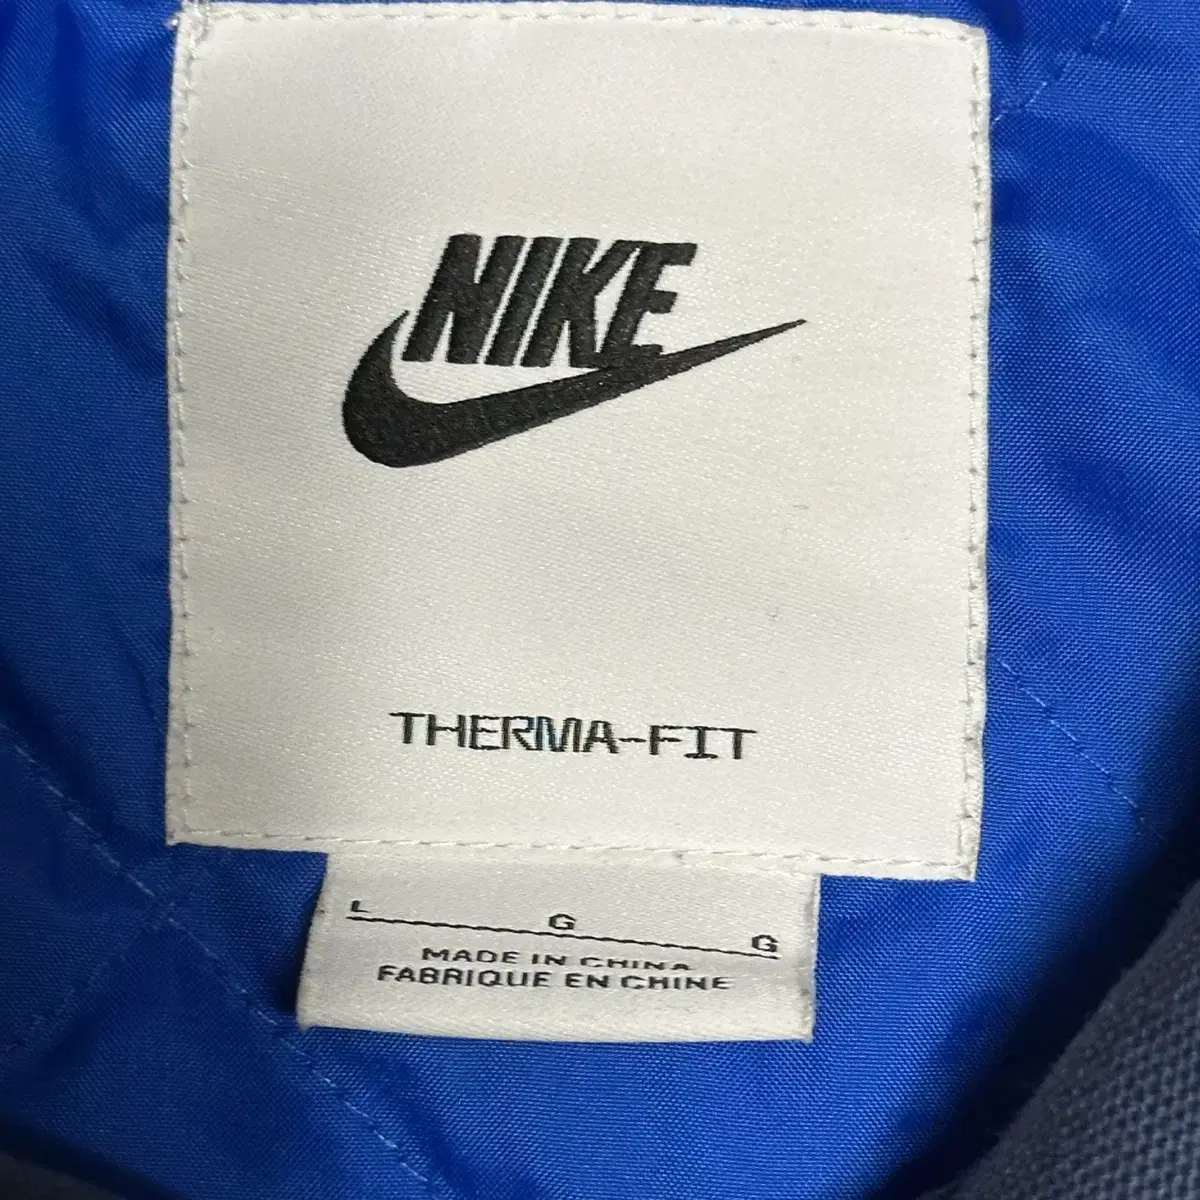 NIKE
THERMA-FIT
L G G
MADE IN CHINA
FABRIQUE EN CHINE